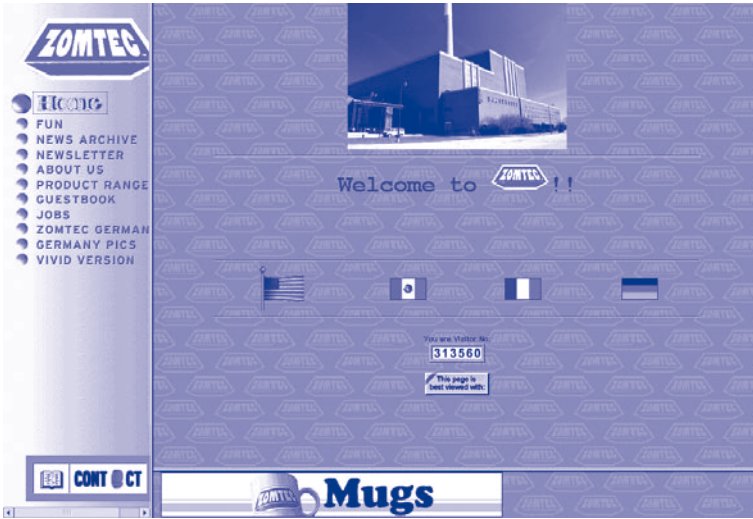 ZOMTEC
Home
FUN
NEWS ARCHIVE
NEWSLETTER
ABOUT US
PRODUCT RANGE
GUESTBOOK
JOBS
ZOMTEC GERMAN
GERMANY PICS
VIVID VERSION
CONT CT
Welcome to ZOMTEC !!
You are Visitor No.
313560
This page is
best viewed with:
ZOMTEC Mugs